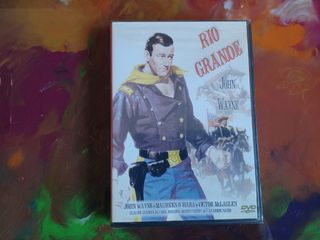 RIO
GRANDE
JOHN
WAYNE
JOHN WAYNE • MAUREEN O'HARA • VICTOR McLAGLEN
DVD